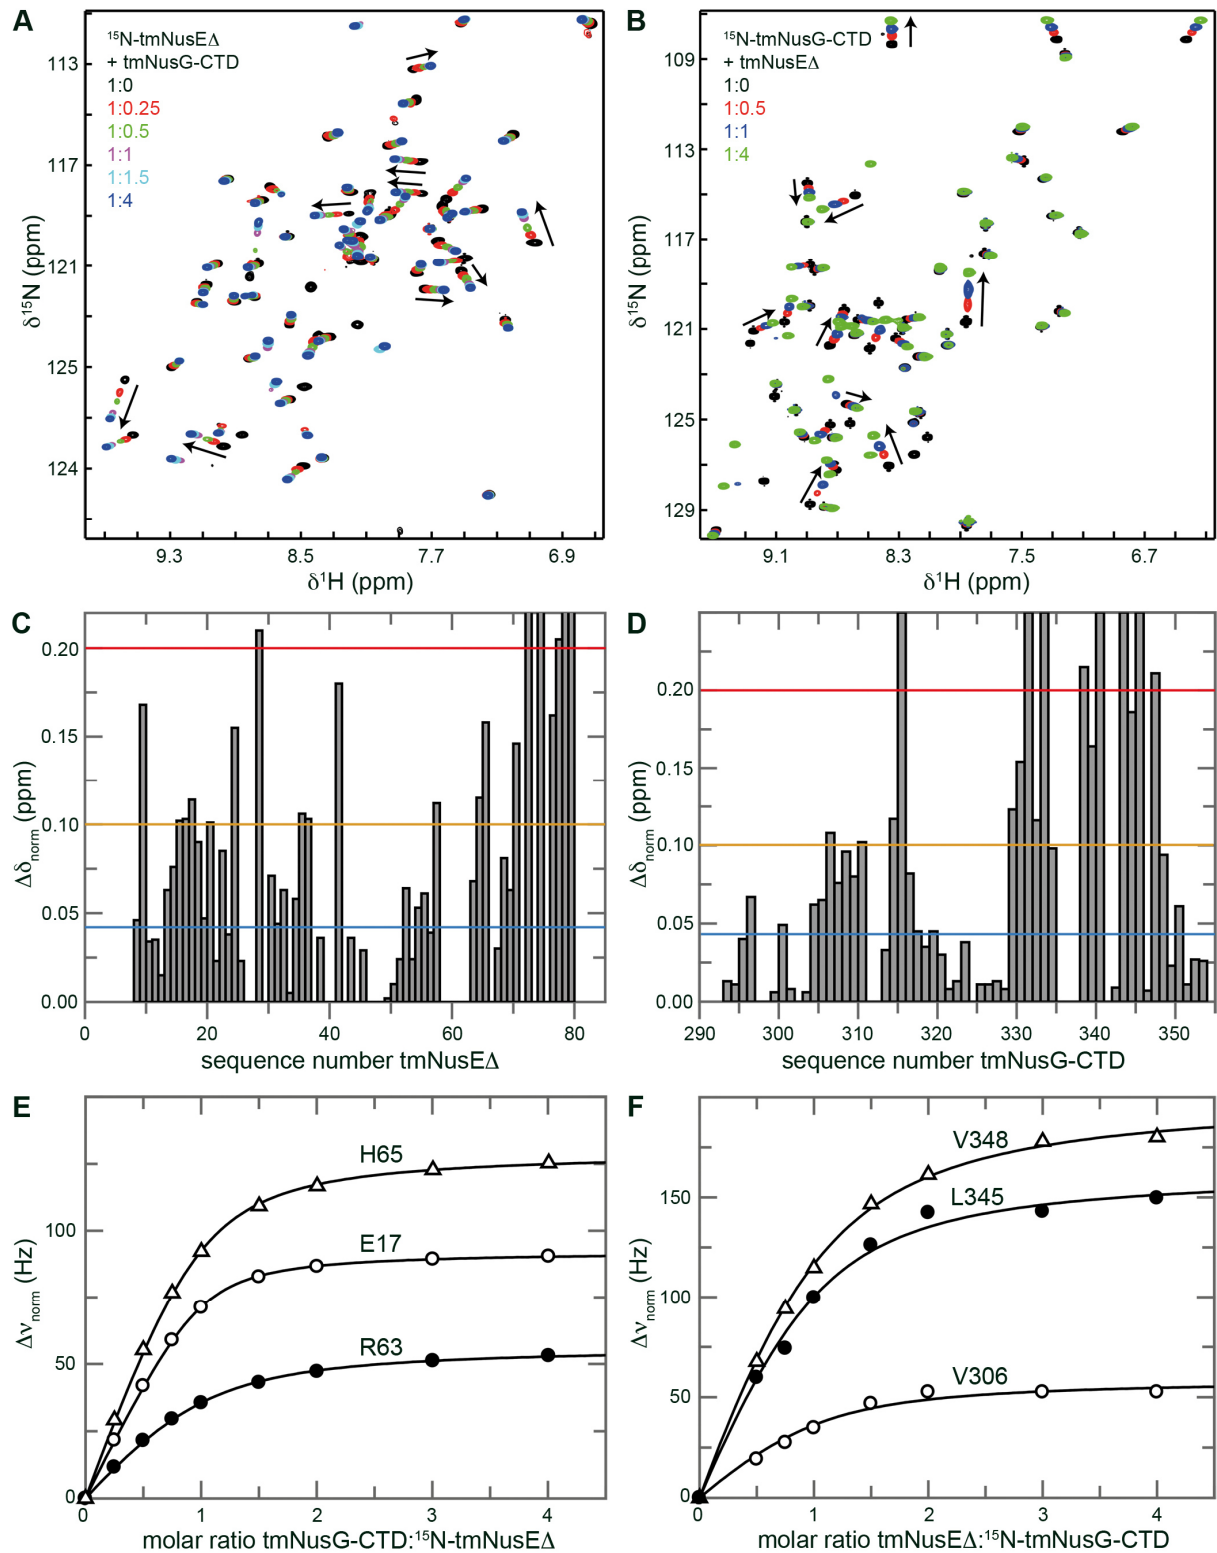 A
¹⁵N-tmNusEΔ
+ tmNusG-CTD
1:0
1:0.25
1:0.5
1:1
1:1.5
1:4
113
117
121
125
124
δ¹⁵N (ppm)
9.3 8.5 7.7 6.9
δ¹H (ppm)
B
¹⁵N-tmNusG-CTD
+ tmNusEΔ
1:0
1:0.5
1:1
1:4
109
113
117
121
125
129
δ¹⁵N (ppm)
9.1 8.3 7.5 6.7
δ¹H (ppm)
C
0.20
0.15
0.10
0.05
0.00
Δδnorm (ppm)
0 20 40 60 80
sequence number tmNusEΔ
D
0.20
0.15
0.10
0.05
0.00
Δδnorm (ppm)
290 300 310 320 330 340 350
sequence number tmNusG-CTD
E
H65
E17
R63
100
50
0
Δνnorm (Hz)
0 1 2 3 4
molar ratio tmNusG-CTD:¹⁵N-tmNusEΔ
F
V348
L345
V306
150
100
50
0
Δνnorm (Hz)
0 1 2 3 4
molar ratio tmNusEΔ:¹⁵N-tmNusG-CTD